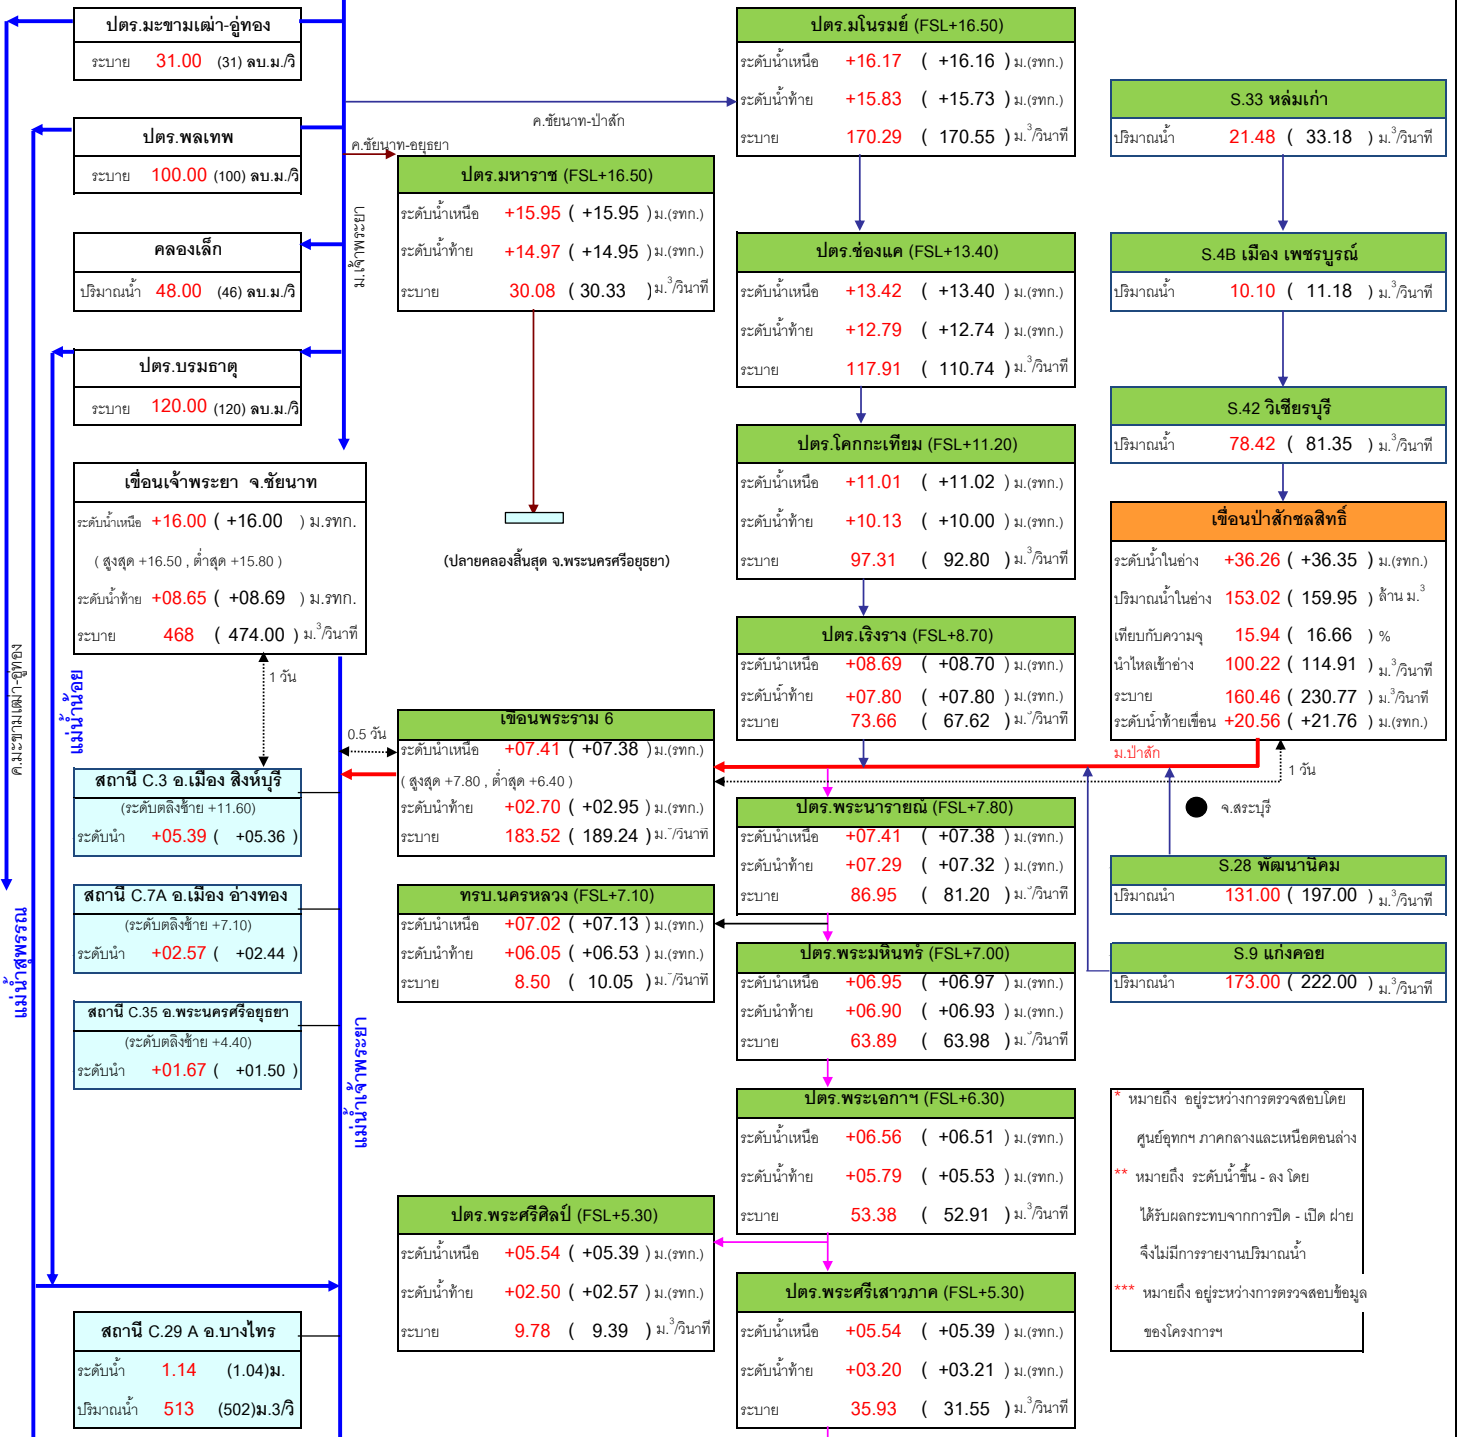 ปตร.มะขามเฒ่า-อู่ทอง
ระบาย 31.00 (31) ลบ.ม./วิ
ปตร.พลเทพ
ระบาย 100.00 (100) ลบ.ม./วิ
คลองเล็ก
ปริมาณน้ำ 48.00 (46) ลบ.ม./วิ
ปตร.บรมธาตุ
ระบาย 120.00 (120) ลบ.ม./วิ
เขื่อนเจ้าพระยา จ.ชัยนาท
ระดับน้ำเหนือ +16.00 ( +16.00 ) ม.รทก.
( สูงสุด +16.50 , ต่ำสุด +15.80 )
ระดับน้ำท้าย +08.65 ( +08.69 ) ม.รทก.
ระบาย 468 ( 474.00 ) ม.3/วินาที
1 วัน
สถานี C.3 อ.เมือง สิงห์บุรี
(ระดับตลิ่งซ้าย +11.60)
ระดับน้ำ +05.39 ( +05.36 )
สถานี C.7A อ.เมือง อ่างทอง
(ระดับตลิ่งซ้าย +7.10)
ระดับน้ำ +02.57 ( +02.44 )
สถานี C.35 อ.พระนครศรีอยุธยา
(ระดับตลิ่งซ้าย +4.40)
ระดับน้ำ +01.67 ( +01.50 )
สถานี C.29 A อ.บางไทร
ระดับน้ำ 1.14 (1.04)ม.
ปริมาณน้ำ 513 (502)ม.3/วิ
ค.มะขามเฒ่า-อู่ทอง
แม่น้ำสุพรรณ
แม่น้ำน้อย
ม.เจ้าพระยา
แม่น้ำเจ้าพระยา
ค.ชัยนาท-ป่าสัก
ค.ชัยนาท-อยุธยา
ปตร.มหาราช (FSL+16.50)
ระดับน้ำเหนือ +15.95 ( +15.95 ) ม.(รทก.)
ระดับน้ำท้าย +14.97 ( +14.95 ) ม.(รทก.)
ระบาย 30.08 ( 30.33 ) ม.3/วินาที
(ปลายคลองสิ้นสุด จ.พระนครศรีอยุธยา)
0.5 วัน
เขื่อนพระราม 6
ระดับน้ำเหนือ +07.41 ( +07.38 ) ม.(รทก.)
( สูงสุด +7.80 , ต่ำสุด +6.40 )
ระดับน้ำท้าย +02.70 ( +02.95 ) ม.(รทก.)
ระบาย 183.52 ( 189.24 ) ม.3/วินาที
ทรบ.นครหลวง (FSL+7.10)
ระดับน้ำเหนือ +07.02 ( +07.13 ) ม.(รทก.)
ระดับน้ำท้าย +06.05 ( +06.53 ) ม.(รทก.)
ระบาย 8.50 ( 10.05 ) ม.3/วินาที
ปตร.พระศรีศิลป์ (FSL+5.30)
ระดับน้ำเหนือ +05.54 ( +05.39 ) ม.(รทก.)
ระดับน้ำท้าย +02.50 ( +02.57 ) ม.(รทก.)
ระบาย 9.78 ( 9.39 ) ม.3/วินาที
ปตร.มโนรมย์ (FSL+16.50)
ระดับน้ำเหนือ +16.17 ( +16.16 ) ม.(รทก.)
ระดับน้ำท้าย +15.83 ( +15.73 ) ม.(รทก.)
ระบาย 170.29 ( 170.55 ) ม.3/วินาที
ปตร.ช่องแค (FSL+13.40)
ระดับน้ำเหนือ +13.42 ( +13.40 ) ม.(รทก.)
ระดับน้ำท้าย +12.79 ( +12.74 ) ม.(รทก.)
ระบาย 117.91 ( 110.74 ) ม.3/วินาที
ปตร.โคกกะเทียม (FSL+11.20)
ระดับน้ำเหนือ +11.01 ( +11.02 ) ม.(รทก.)
ระดับน้ำท้าย +10.13 ( +10.00 ) ม.(รทก.)
ระบาย 97.31 ( 92.80 ) ม.3/วินาที
ปตร.เริงราง (FSL+8.70)
ระดับน้ำเหนือ +08.69 ( +08.70 ) ม.(รทก.)
ระดับน้ำท้าย +07.80 ( +07.80 ) ม.(รทก.)
ระบาย 73.66 ( 67.62 ) ม.3/วินาที
ปตร.พระนารายณ์ (FSL+7.80)
ระดับน้ำเหนือ +07.41 ( +07.38 ) ม.(รทก.)
ระดับน้ำท้าย +07.29 ( +07.32 ) ม.(รทก.)
ระบาย 86.95 ( 81.20 ) ม.3/วินาที
ปตร.พระมหินทร์ (FSL+7.00)
ระดับน้ำเหนือ +06.95 ( +06.97 ) ม.(รทก.)
ระดับน้ำท้าย +06.90 ( +06.93 ) ม.(รทก.)
ระบาย 63.89 ( 63.98 ) ม.3/วินาที
ปตร.พระเอกาฯ (FSL+6.30)
ระดับน้ำเหนือ +06.56 ( +06.51 ) ม.(รทก.)
ระดับน้ำท้าย +05.79 ( +05.53 ) ม.(รทก.)
ระบาย 53.38 ( 52.91 ) ม.3/วินาที
ปตร.พระศรีเสาวภาค (FSL+5.30)
ระดับน้ำเหนือ +05.54 ( +05.39 ) ม.(รทก.)
ระดับน้ำท้าย +03.20 ( +03.21 ) ม.(รทก.)
ระบาย 35.93 ( 31.55 ) ม.3/วินาที
S.33 หล่มเก่า
ปริมาณน้ำ 21.48 ( 33.18 ) ม.3/วินาที
S.4B เมือง เพชรบูรณ์
ปริมาณน้ำ 10.10 ( 11.18 ) ม.3/วินาที
S.42 วิเชียรบุรี
ปริมาณน้ำ 78.42 ( 81.35 ) ม.3/วินาที
เขื่อนป่าสักชลสิทธิ์
ระดับน้ำในอ่าง +36.26 ( +36.35 ) ม.(รทก.)
ปริมาณน้ำในอ่าง 153.02 ( 159.95 ) ล้าน ม.3
เทียบกับความจุ 15.94 ( 16.66 ) %
น้ำไหลเข้าอ่าง 100.22 ( 114.91 ) ม.3/วินาที
ระบาย 160.46 ( 230.77 ) ม.3/วินาที
ระดับน้ำท้ายเขื่อน +20.56 ( +21.76 ) ม.(รทก.)
ม.ป่าสัก
1 วัน
จ.สระบุรี
S.28 พัฒนานิคม
ปริมาณน้ำ 131.00 ( 197.00 ) ม.3/วินาที
S.9 แก่งคอย
ปริมาณน้ำ 173.00 ( 222.00 ) ม.3/วินาที
* หมายถึง อยู่ระหว่างการตรวจสอบโดย
ศูนย์อุทกฯ ภาคกลางและเหนือตอนล่าง
** หมายถึง ระดับน้ำขึ้น - ลง โดย
ได้รับผลกระทบจากการปิด - เปิด ฝาย
จึงไม่มีการรายงานปริมาณน้ำ
*** หมายถึง อยู่ระหว่างการตรวจสอบข้อมูล
ของโครงการฯ